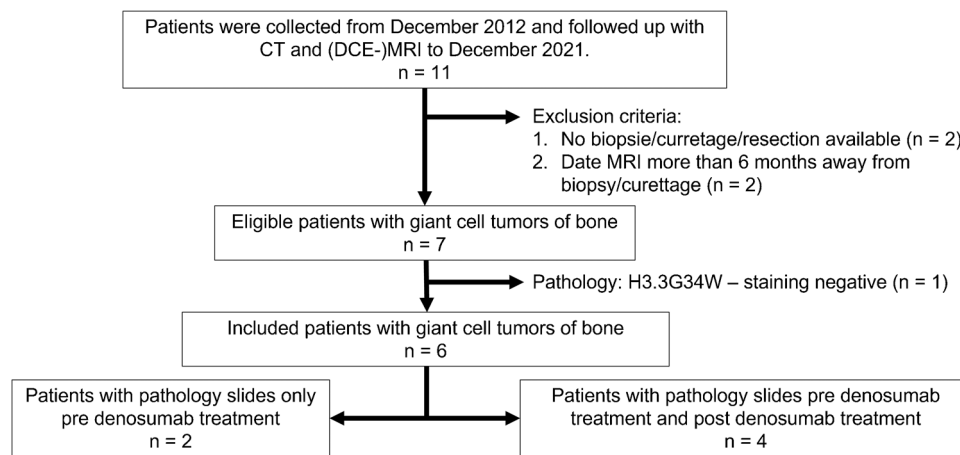 Patients were collected from December 2012 and followed up with
CT and (DCE-)MRI to December 2021.
n = 11
Exclusion criteria:
1. No biopsie/curretage/resection available (n = 2)
2. Date MRI more than 6 months away from
biopsy/curettage (n = 2)
Eligible patients with giant cell tumors of bone
n = 7
Pathology: H3.3G34W – staining negative (n = 1)
Included patients with giant cell tumors of bone
n = 6
Patients with pathology slides only
pre denosumab treatment
n = 2
Patients with pathology slides pre denosumab
treatment and post denosumab treatment
n = 4